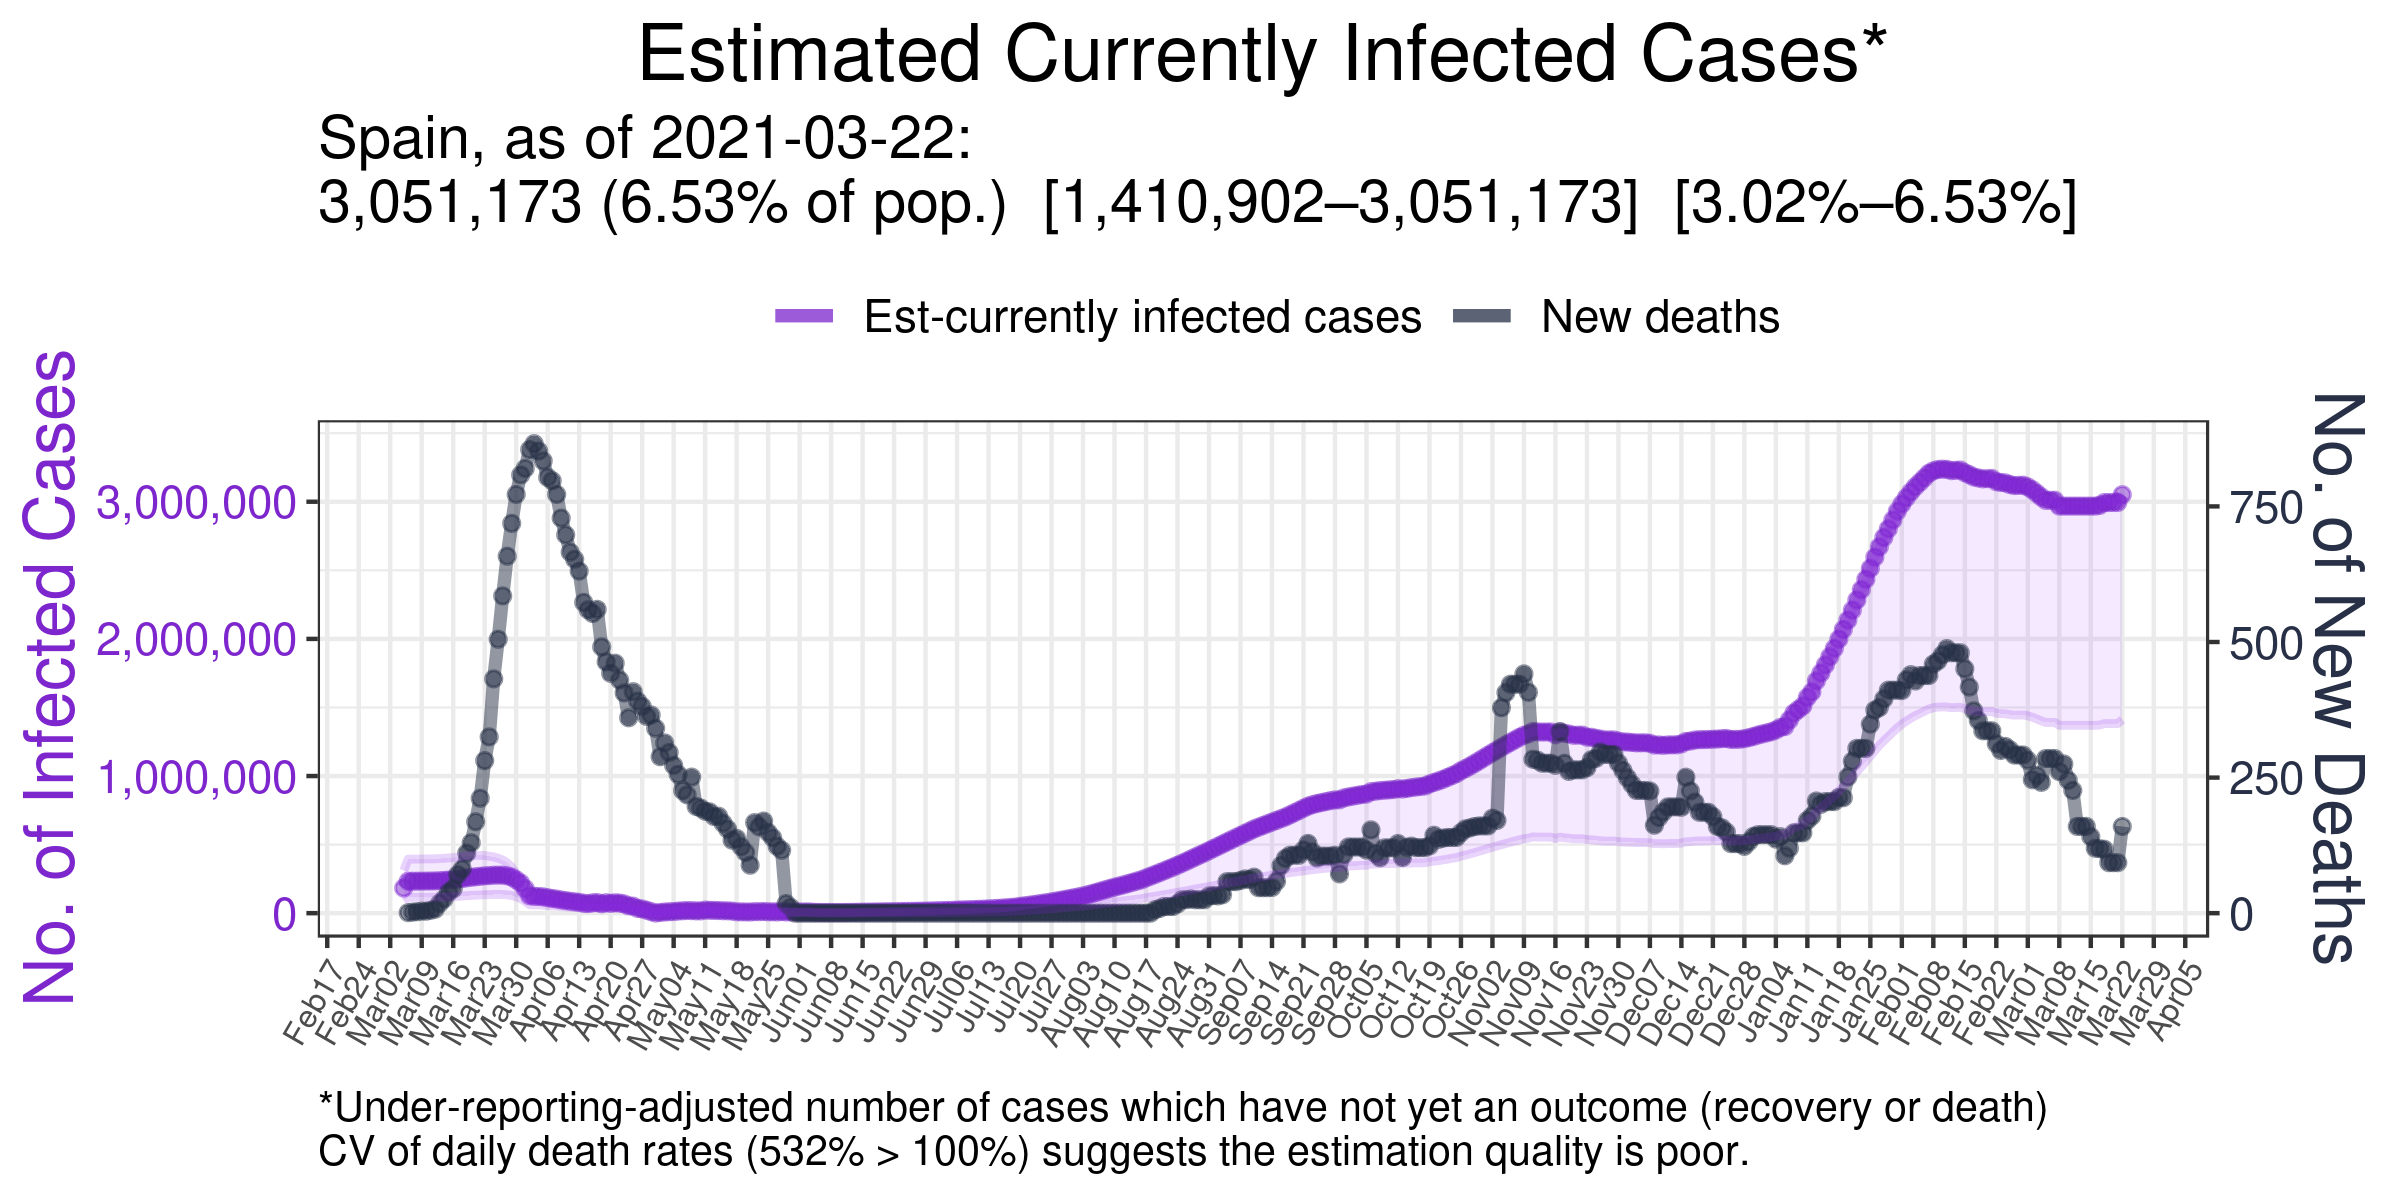 Estimated Currently Infected Cases*
Spain, as of 2021-03-22:
3,051,173 (6.53% of pop.) [1,410,902–3,051,173] [3.02%–6.53%]
Est-currently infected cases
New deaths
No. of Infected Cases
3,000,000
2,000,000
1,000,000
0
No. of New Deaths
750
500
250
0
Feb17
Feb24
Mar02
Mar09
Mar16
Mar23
Mar30
Apr06
Apr13
Apr20
Apr27
May04
May11
May18
May25
Jun01
Jun08
Jun15
Jun22
Jun29
Jul06
Jul13
Jul20
Jul27
Aug03
Aug10
Aug17
Aug24
Aug31
Sep07
Sep14
Sep21
Sep28
Oct05
Oct12
Oct19
Oct26
Nov02
Nov09
Nov16
Nov23
Nov30
Dec07
Dec14
Dec21
Dec28
Jan04
Jan11
Jan18
Jan25
Feb01
Feb08
Feb15
Feb22
Mar01
Mar08
Mar15
Mar22
Mar29
Apr05
*Under-reporting-adjusted number of cases which have not yet an outcome (recovery or death)
CV of daily death rates (532% > 100%) suggests the estimation quality is poor.